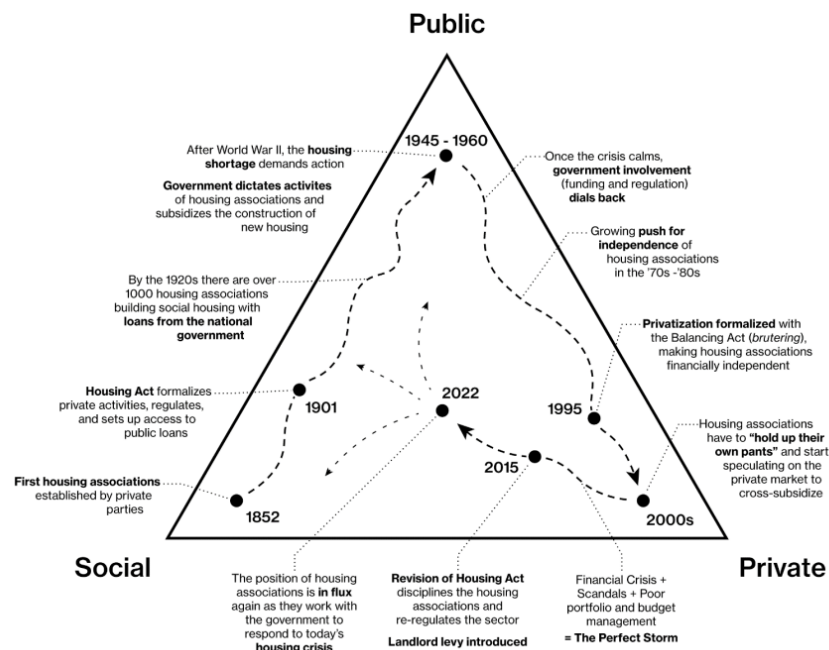 Public
1945 - 1960
After World War II, the housing
shortage demands action
Government dictates activites
of housing associations and
subsidizes the construction of
new housing
Once the crisis calms,
government involvement
(funding and regulation)
dials back
Growing push for
independence of
housing associations
in the '70s -'80s
By the 1920s there are over
1000 housing associations
building social housing with
loans from the national
government
Privatization formalized with
the Balancing Act (brutering),
making housing associations
financially independent
Housing Act formalizes
private activities, regulates,
and sets up access to
public loans
1901
2022
1995
Housing associations
have to "hold up their
own pants" and start
speculating on the
private market to
cross-subsidize
2015
First housing associations
established by private
parties
1852
2000s
Social
Private
The position of housing
associations is in flux
again as they work with
the government to
respond to today's
housing crisis
Revision of Housing Act
disciplines the housing
associations and
re-regulates the sector
Landlord levy introduced
Financial Crisis +
Scandals + Poor
portfolio and budget
management
= The Perfect Storm